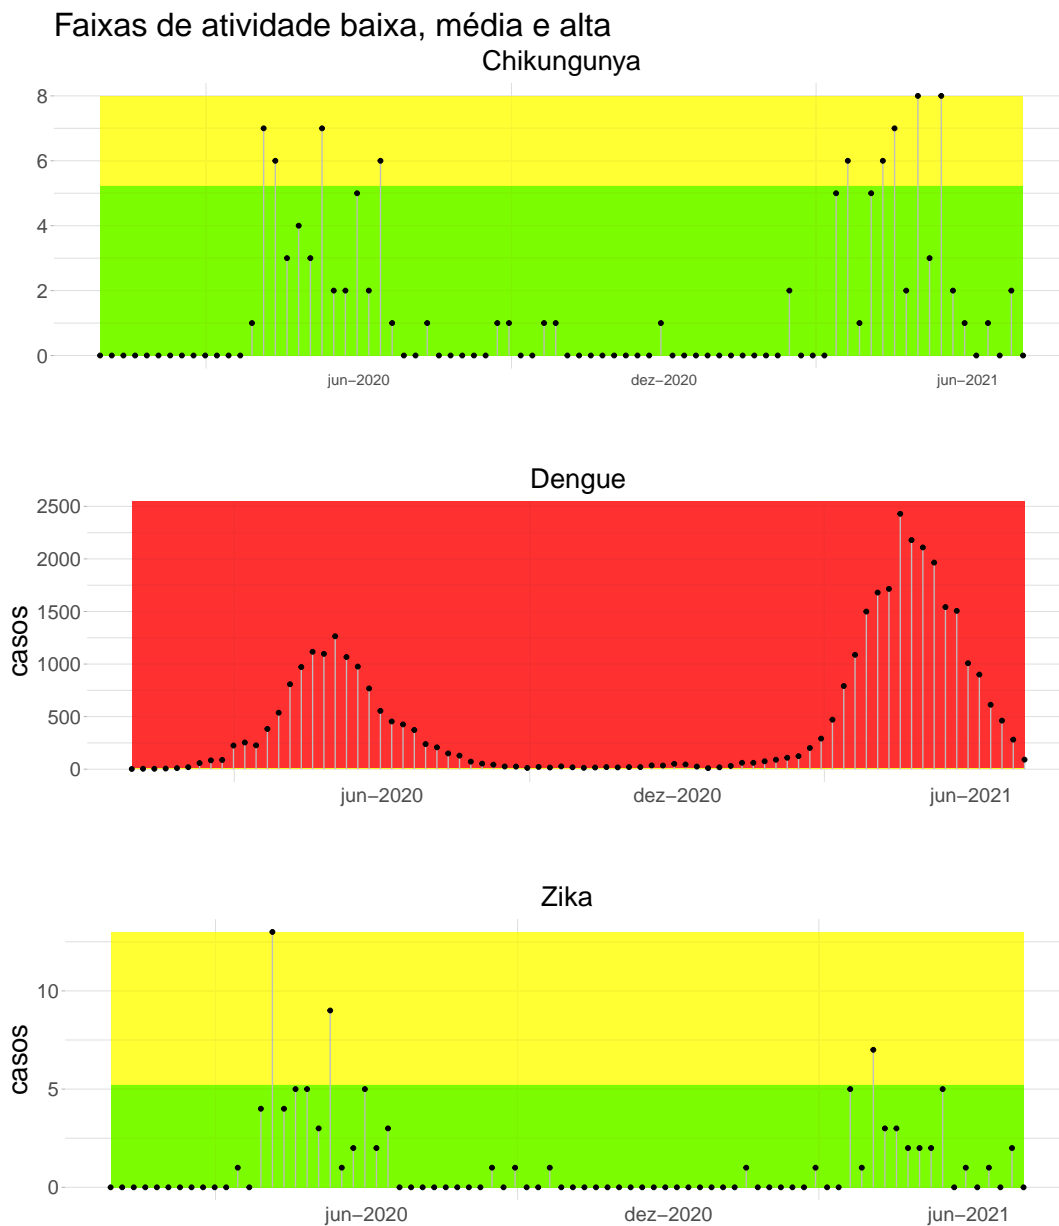 Faixas de atividade baixa, média e alta
Chikungunya
8
6
4
2
0
jun−2020
dez−2020
jun−2021
Dengue
casos
2500
2000
1500
1000
500
0
jun−2020
dez−2020
jun−2021
Zika
casos
10
5
0
jun−2020
dez−2020
jun−2021